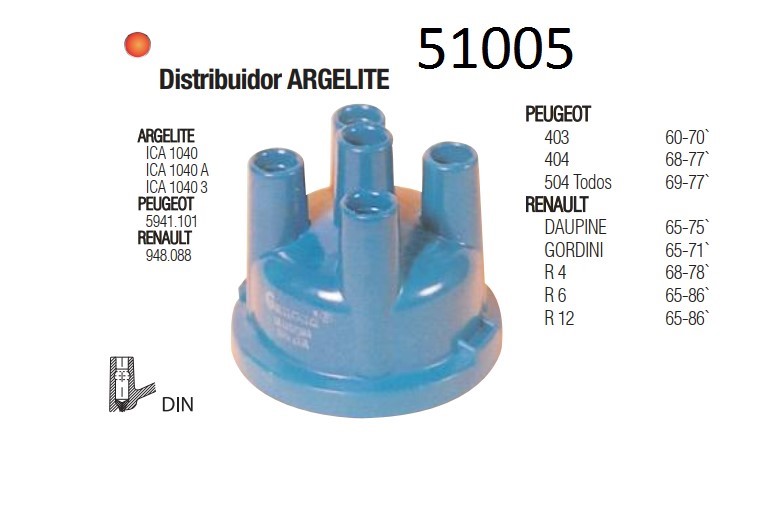 51005
Distribuidor ARGELITE
ARGELITE
ICA 1040
ICA 1040 A
ICA 1040 3
PEUGEOT
5941.101
RENAULT
948.088
PEUGEOT
403 60-70`
404 68-77`
504 Todos 69-77`
RENAULT
DAUPINE 65-75`
GORDINI 65-71`
R 4 68-78`
R 6 65-86`
R 12 65-86`
DIN